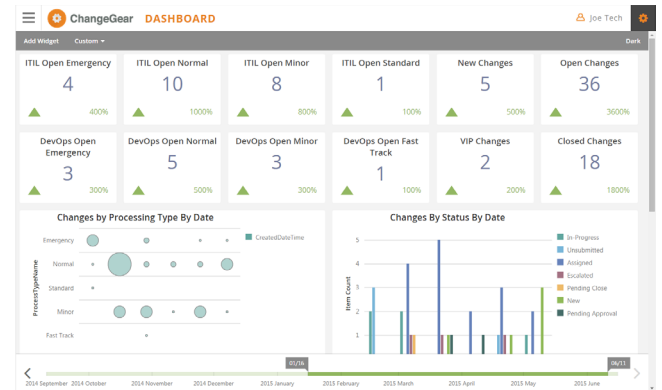 ChangeGear DASHBOARD Joe Tech
Add Widget Custom Dark
ITIL Open Emergency ITIL Open Normal ITIL Open Minor ITIL Open Standard New Changes Open Changes
4 10 8 1 5 36
400% 1000% 800% 100% 500% 3600%
DevOps Open Emergency DevOps Open Normal DevOps Open Minor DevOps Open Fast Track VIP Changes Closed Changes
3 5 3 1 2 18
300% 500% 300% 100% 200% 1800%
Changes by Processing Type By Date
ProcessTypeName
Emergency
Normal
Standard
Minor
Fast Track
CreatedDateTime
Changes By Status By Date
Item Count
5
4
3
2
1
In-Progress
Unsubmitted
Assigned
Escalated
Pending Close
New
Pending Approval
01/16 06/11
2014 September 2014 October 2014 November 2014 December 2015 January 2015 February 2015 March 2015 April 2015 May 2015 June